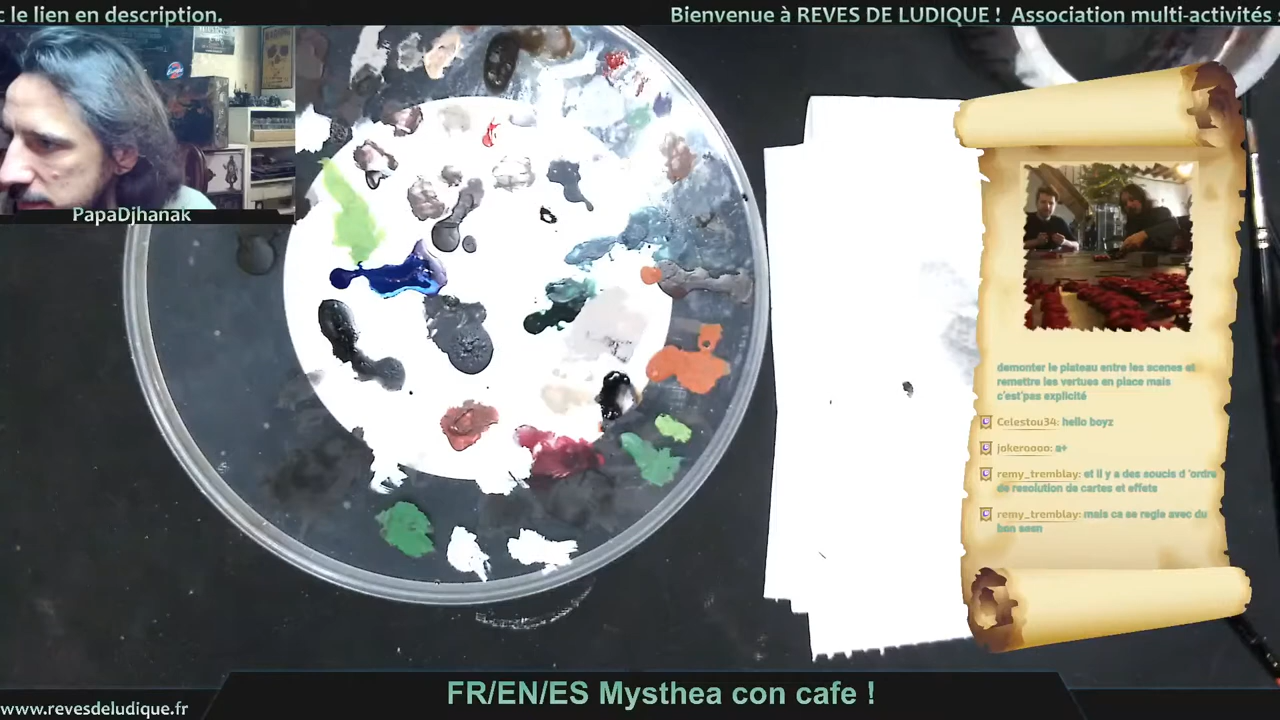 c le lien en description.
Bienvenue à REVES DE LUDIQUE ! Association multi-activités
PapaDjhanak
demonter le plateau entre les scenes et
remettre les vertues en place mais
c'est'pas explicité
Celestou34: hello boyz
jokeroooo: a+
remy_tremblay: et il y a des soucis d 'ordre
de resolution de cartes et effets
remy_tremblay: mais ca se regle avec du
bon sesn
FR/EN/ES Mysthea con cafe !
www.revesdeludique.fr